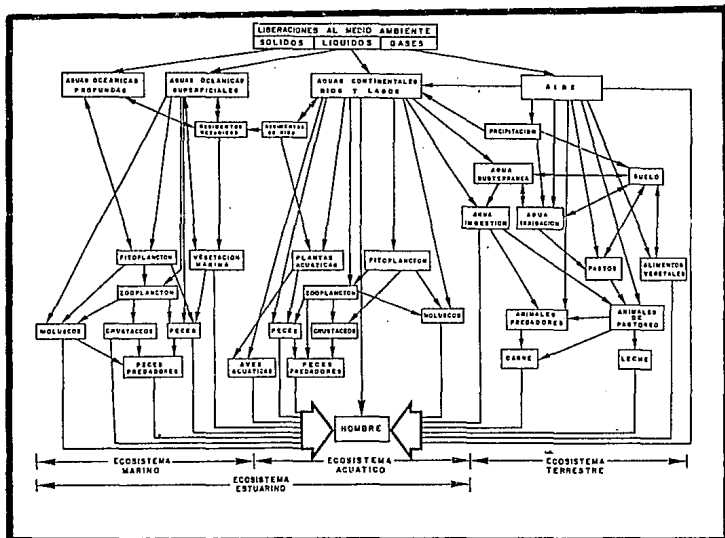 LIBERACIONES AL MEDIO AMBIENTE
SOLIDOS LIQUIDOS GASES
AGUAS OCEANICAS
PROFUNDAS
AGUAS OCEANICAS
SUPERFICIALES
AGUAS CONTINENTALES
RIOS Y LAGOS
AIRE
SEDIMENTOS
OCEANICOS
SEDIMENTOS
DE RIOS
PRCIPITACION
AGUA
SUBTERRANEA
SUELO
AGUA
INGESTION
AGUA
IRRIGACION
FITOPLANCTON
VEGETACION
MARINA
PLANTAS
ACUATICAS
FITOPLANCTON
PASTOS
ALIMENTOS
VEGETALES
ZOOPLANCTON
ZOOPLANCTON
MOLUSCOS
CRUSTACEOS
PECES
PECES
CRUSTACEOS
MOLUSCOS
ANIMALES
PREDADORES
ANIMALES
DE
PASTOREO
PECES
PREDADORES
AVES
ACUATICAS
PECES
PREDADORES
CARNE
LECHE
HOMBRE
ECOSISTEMA
MARINO
ECOSISTEMA
ACUATICO
ECOSISTEMA
TERRESTRE
ECOSISTEMA
ESTUARINO